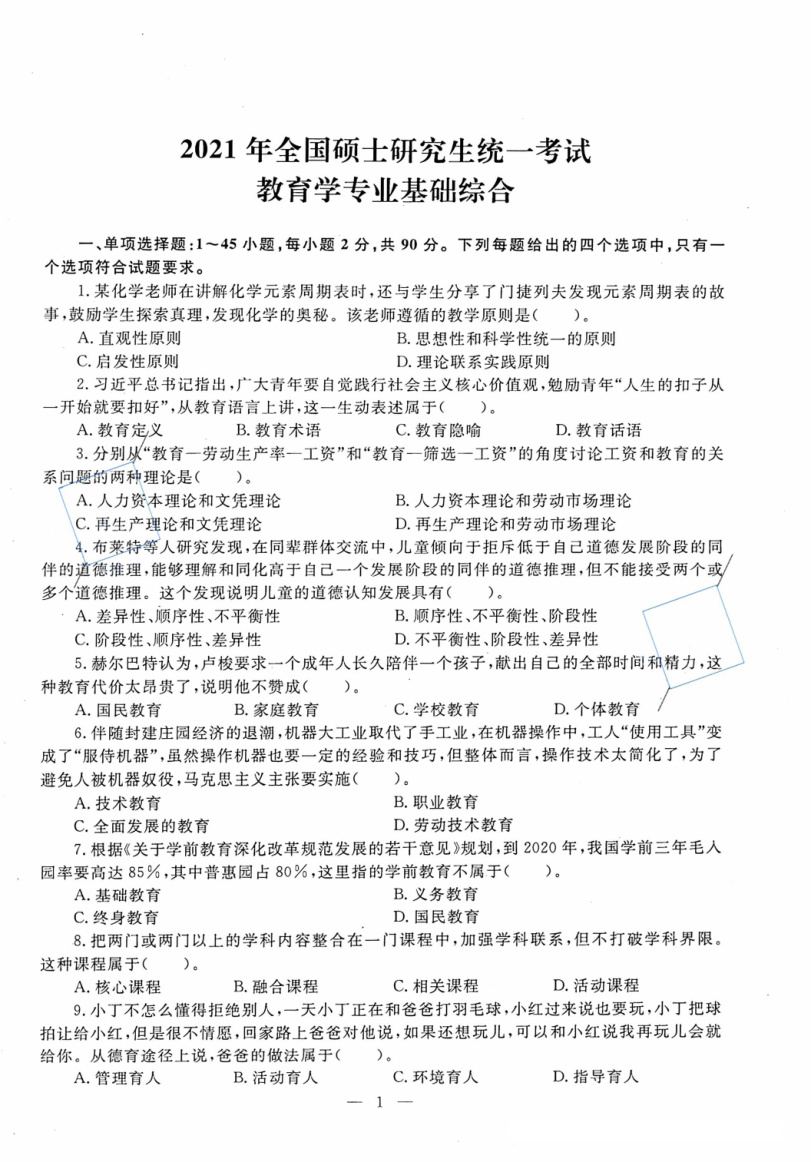 2021 年全国硕士研究生统一考试
教育学专业基础综合
一、单项选择题:1～45 小题,每小题 2 分,共 90 分。下列每题给出的四个选项中,只有一
个选项符合试题要求。
1. 某化学老师在讲解化学元素周期表时,还与学生分享了门捷列夫发现元素周期表的故
事,鼓励学生探索真理,发现化学的奥秘。该老师遵循的教学原则是(　　)。
A. 直观性原则　　B. 思想性和科学性统一的原则
C. 启发性原则　　D. 理论联系实践原则
2. 习近平总书记指出,广大青年要自觉践行社会主义核心价值观,勉励青年“人生的扣子从
一开始就要扣好”,从教育语言上讲,这一生动表述属于(　　)。
A. 教育定义　　B. 教育术语　　C. 教育隐喻　　D. 教育话语
3. 分别从“教育—劳动生产率—工资”和“教育—筛选—工资”的角度讨论工资和教育的关
系问题的两种理论是(　　)。
A. 人力资本理论和文凭理论　　B. 人力资本理论和劳动市场理论
C. 再生产理论和文凭理论　　D. 再生产理论和劳动市场理论
4. 布莱特等人研究发现,在同辈群体交流中,儿童倾向于拒斥低于自己道德发展阶段的同
伴的道德推理,能够理解和同化高于自己一个发展阶段的同伴的道德推理,但不能接受两个或
多个道德推理。这个发现说明儿童的道德认知发展具有(　　)。
A. 差异性、顺序性、不平衡性　　B. 顺序性、不平衡性、阶段性
C. 阶段性、顺序性、差异性　　D. 不平衡性、阶段性、差异性
5. 赫尔巴特认为,卢梭要求一个成年人长久陪伴一个孩子,献出自己的全部时间和精力,这
种教育代价太昂贵了,说明他不赞成(　　)。
A. 国民教育　　B. 家庭教育　　C. 学校教育　　D. 个体教育
6. 伴随封建庄园经济的退潮,机器大工业取代了手工业,在机器操作中,工人“使用工具”变
成了“服侍机器”,虽然操作机器也要一定的经验和技巧,但整体而言,操作技术太简化了,为了
避免人被机器奴役,马克思主义主张要实施(　　)。
A. 技术教育　　B. 职业教育
C. 全面发展的教育　　D. 劳动技术教育
7. 根据《关于学前教育深化改革规范发展的若干意见》规划,到 2020 年,我国学前三年毛人
园率要高达 85%,其中普惠园占 80%,这里指的学前教育不属于(　　)。
A. 基础教育　　B. 义务教育
C. 终身教育　　D. 国民教育
8. 把两门或两门以上的学科内容整合在一门课程中,加强学科联系,但不打破学科界限。
这种课程属于(　　)。
A. 核心课程　　B. 融合课程　　C. 相关课程　　D. 活动课程
9. 小丁不怎么懂得拒绝别人,一天小丁正在和爸爸打羽毛球,小红过来说也要玩,小丁把球
拍让给小红,但是很不情愿,回家路上爸爸对他说,如果还想玩儿,可以和小红说我再玩儿会就
给你。从德育途径上说,爸爸的做法属于(　　)。
A. 管理育人　　B. 活动育人　　C. 环境育人　　D. 指导育人
— 1 —